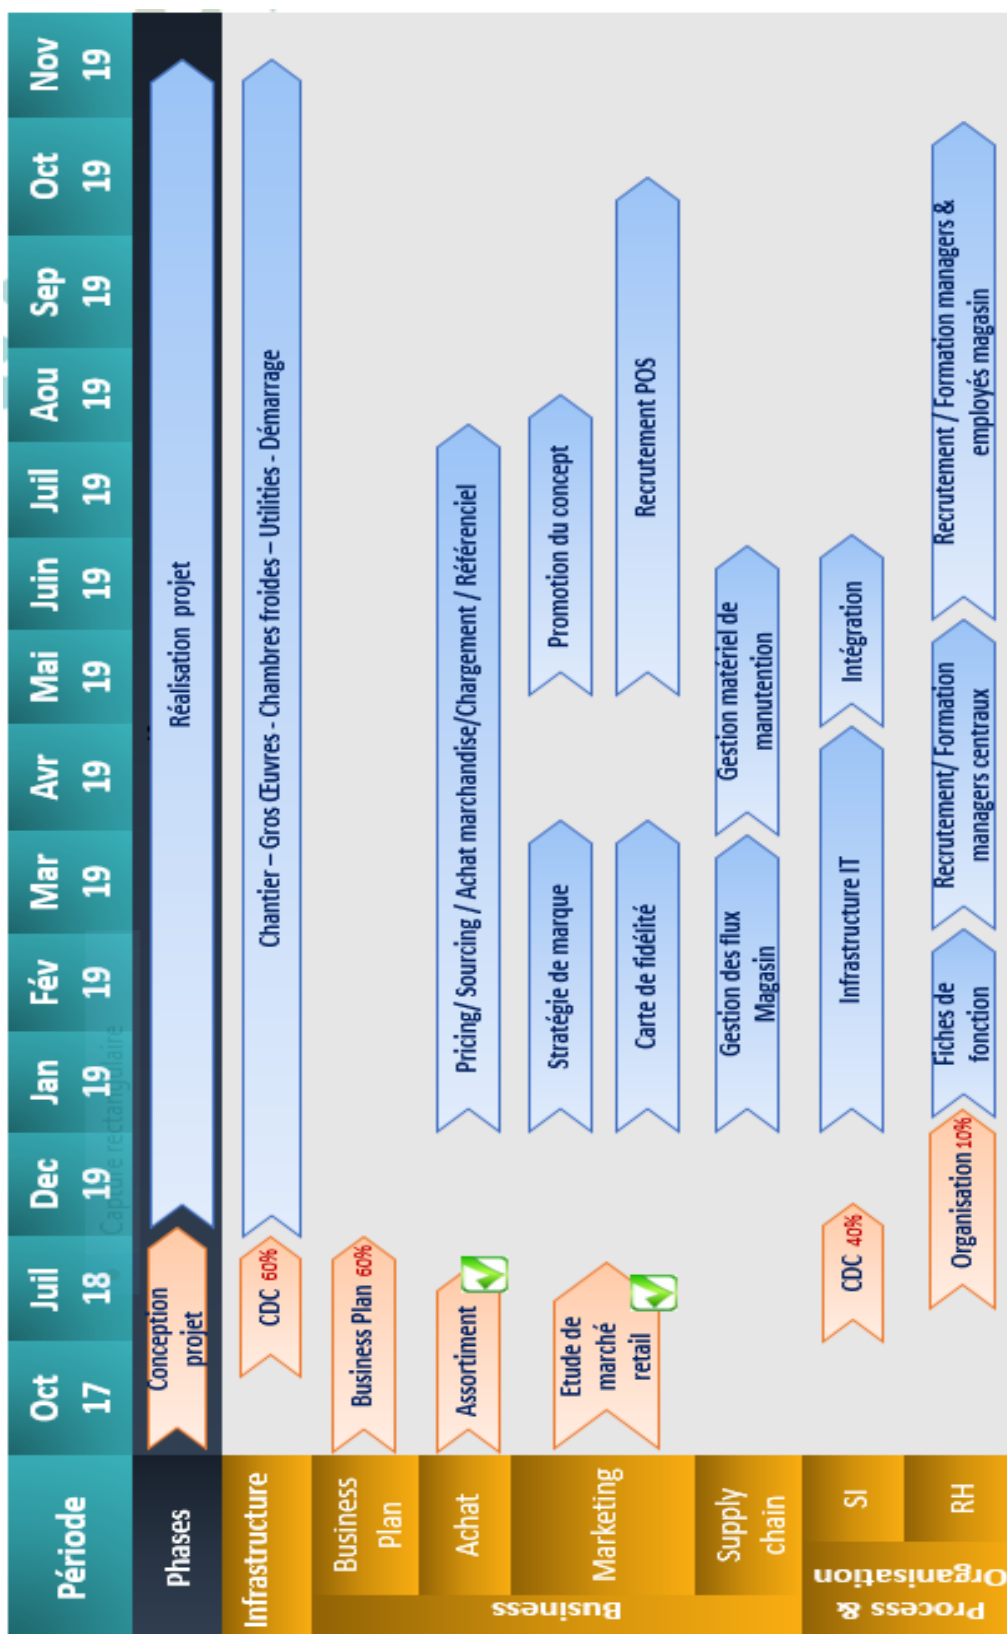 Période
Oct 17
Juil 18
Dec 19
Jan 19
Fév 19
Mar 19
Avr 19
Mai 19
Juin 19
Juil 19
Aou 19
Sep 19
Oct 19
Nov 19
Phases
Conception
projet
Réalisation projet
Infrastructure
CDC 60%
Chantier – Gros Œuvres - Chambres froides – Utilities - Démarrage
Business
Business
Plan
Business Plan 60%
Achat
Assortiment
Pricing/ Sourcing / Achat marchandise/Chargement / Référenciel
Marketing
Etude de
marché
retail
Stratégie de marque
Promotion du concept
Carte de fidélité
Recrutement POS
Supply
chain
Gestion des flux
Magasin
Gestion matériel de
manutention
Process &
Organisation
SI
CDC 40%
Infrastructure IT
Intégration
RH
Organisation 10%
Fiches de
fonction
Recrutement/ Formation
managers centraux
Recrutement / Formation managers &
employés magasin
Capture rectangulaire